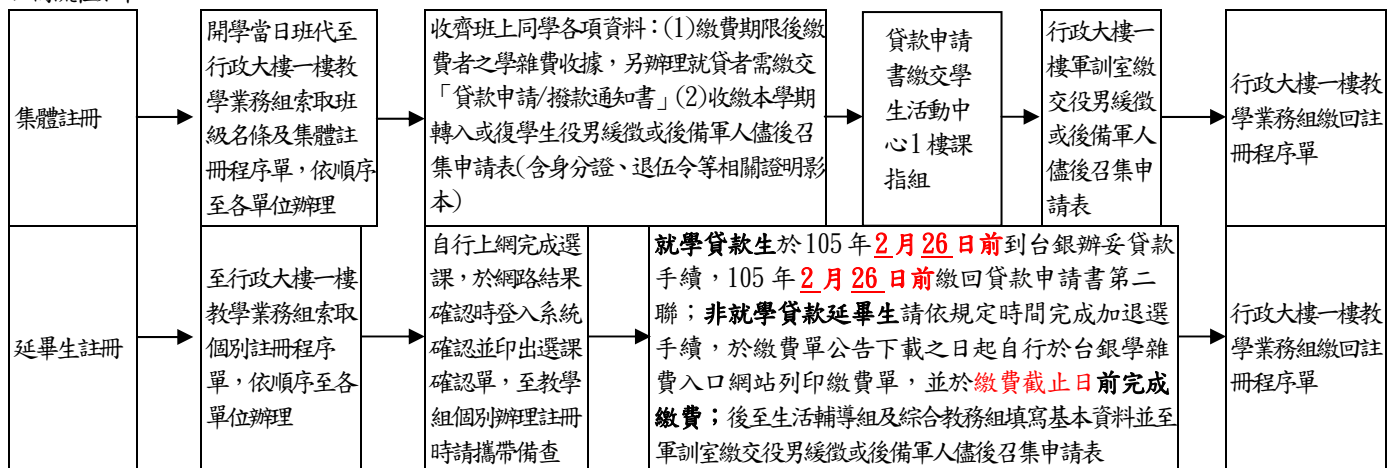 集體註冊
開學當日班代至
行政大樓一樓教
學業務組索取班
級名條及集體註
冊程序單，依順序
至各單位辦理
收齊班上同學各項資料：(1)繳費期限後繳
費者之學雜費收據，另辦理就貸者需繳交
「貸款申請/撥款通知書」(2)收繳本學期
轉入或復學生役男緩徵或後備軍人儘後召
集申請表(含身分證、退伍令等相關證明影
本)
貸款申請
書繳交學
生活動中
心1樓課
指組
行政大樓一
樓軍訓室繳
交役男緩徵
或後備軍人
儘後召集申
請表
行政大樓一樓教
學業務組繳回註
冊程序單
延畢生註冊
至行政大樓一樓
教學業務組索取
個別註冊程序
單，依順序至各
單位辦理
自行上網完成選
課，於網路結果
確認時登入系統
確認並印出選課
確認單，至教學
組個別辦理註冊
時請攜帶備查
就學貸款生於105年2月26日前到台銀辦妥貸款
手續，105年2月26日前繳回貸款申請書第二
聯；非就學貸款延畢生請依規定時間完成加退選
手續，於繳費單公告下載之日起自行於台銀學雜
費入口網站列印繳費單，並於繳費截止日前完成
繳費；後至生活輔導組及綜合教務組填寫基本資料並至
軍訓室繳交役男緩徵或後備軍人儘後召集申請表
行政大樓一樓教
學業務組繳回註
冊程序單